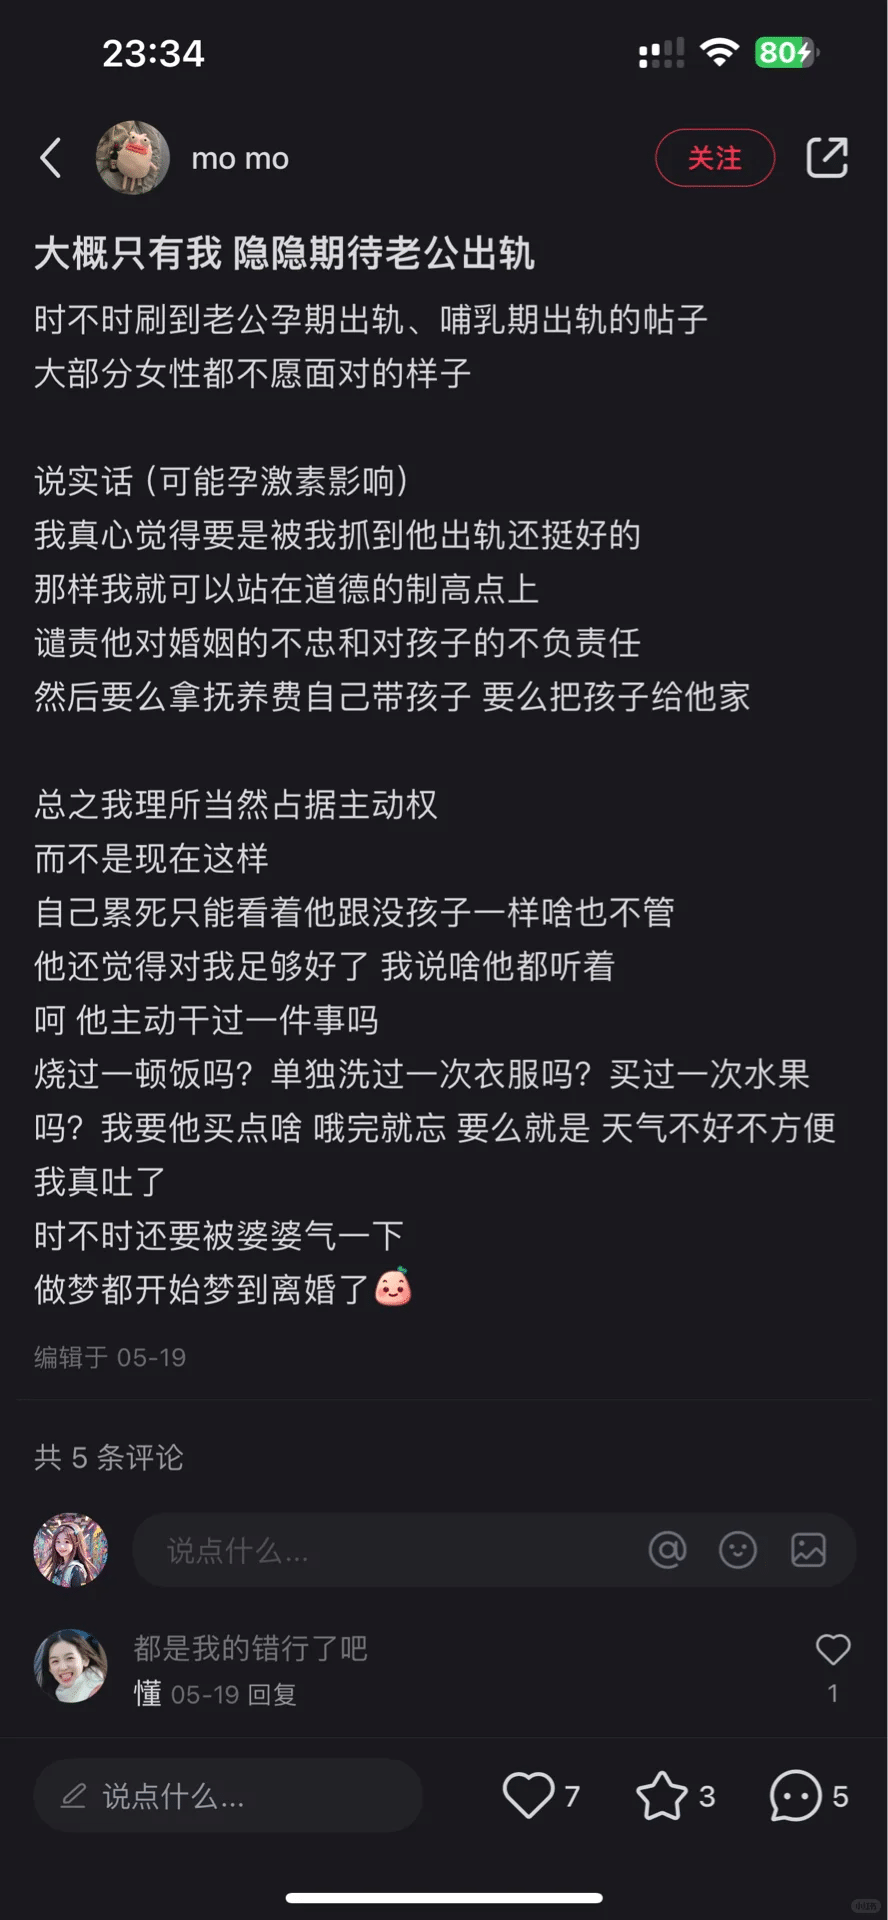 23:34
80
mo mo
关注
大概只有我 隐隐期待老公出轨
时不时刷到老公孕期出轨、哺乳期出轨的帖子
大部分女性都不愿面对的样子
说实话（可能孕激素影响）
我真心觉得要是被我抓到他出轨还挺好的
那样我就可以站在道德的制高点上
谴责他对婚姻的不忠和对孩子的不负责任
然后要么拿抚养费自己带孩子 要么把孩子给他家
总之我理所当然占据主动权
而不是现在这样
自己累死只能看着他跟没孩子一样啥也不管
他还觉得对我足够好了 我说啥他都听着
呵 他主动干过一件事吗
烧过一顿饭吗？单独洗过一次衣服吗？买过一次水果
吗？我要他买点啥 哦完就忘 要么就是 天气不好不方便
我真吐了
时不时还要被婆婆气一下
做梦都开始梦到离婚了
编辑于 05-19
共 5 条评论
说点什么...
都是我的错行了吧
懂 05-19 回复
1
说点什么...
7
3
5